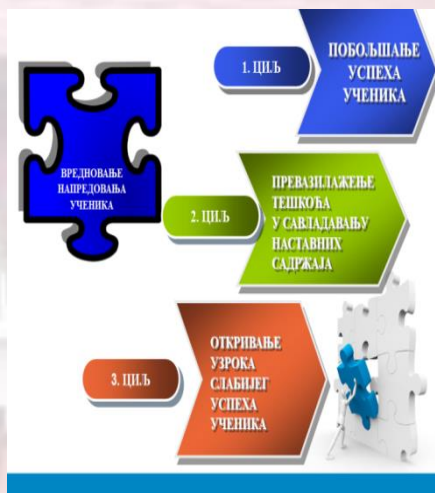 ВРЕДНОВАЊЕ
НАПРЕДОВАЊА
УЧЕНИКА
1. ЦИЉ
ПОБОЉШАЊЕ
УСПЕХА
УЧЕНИКА
2. ЦИЉ
ПРЕВАЗИЛАЖЕЊЕ
ТЕШКОЋА
У САВЛАДАВАЊУ
НАСТАВНИХ
САДРЖАЈА
3. ЦИЉ
ОТКРИВАЊЕ
УЗРОКА
СЛАБИЈЕГ
УСПЕХА
УЧЕНИКА